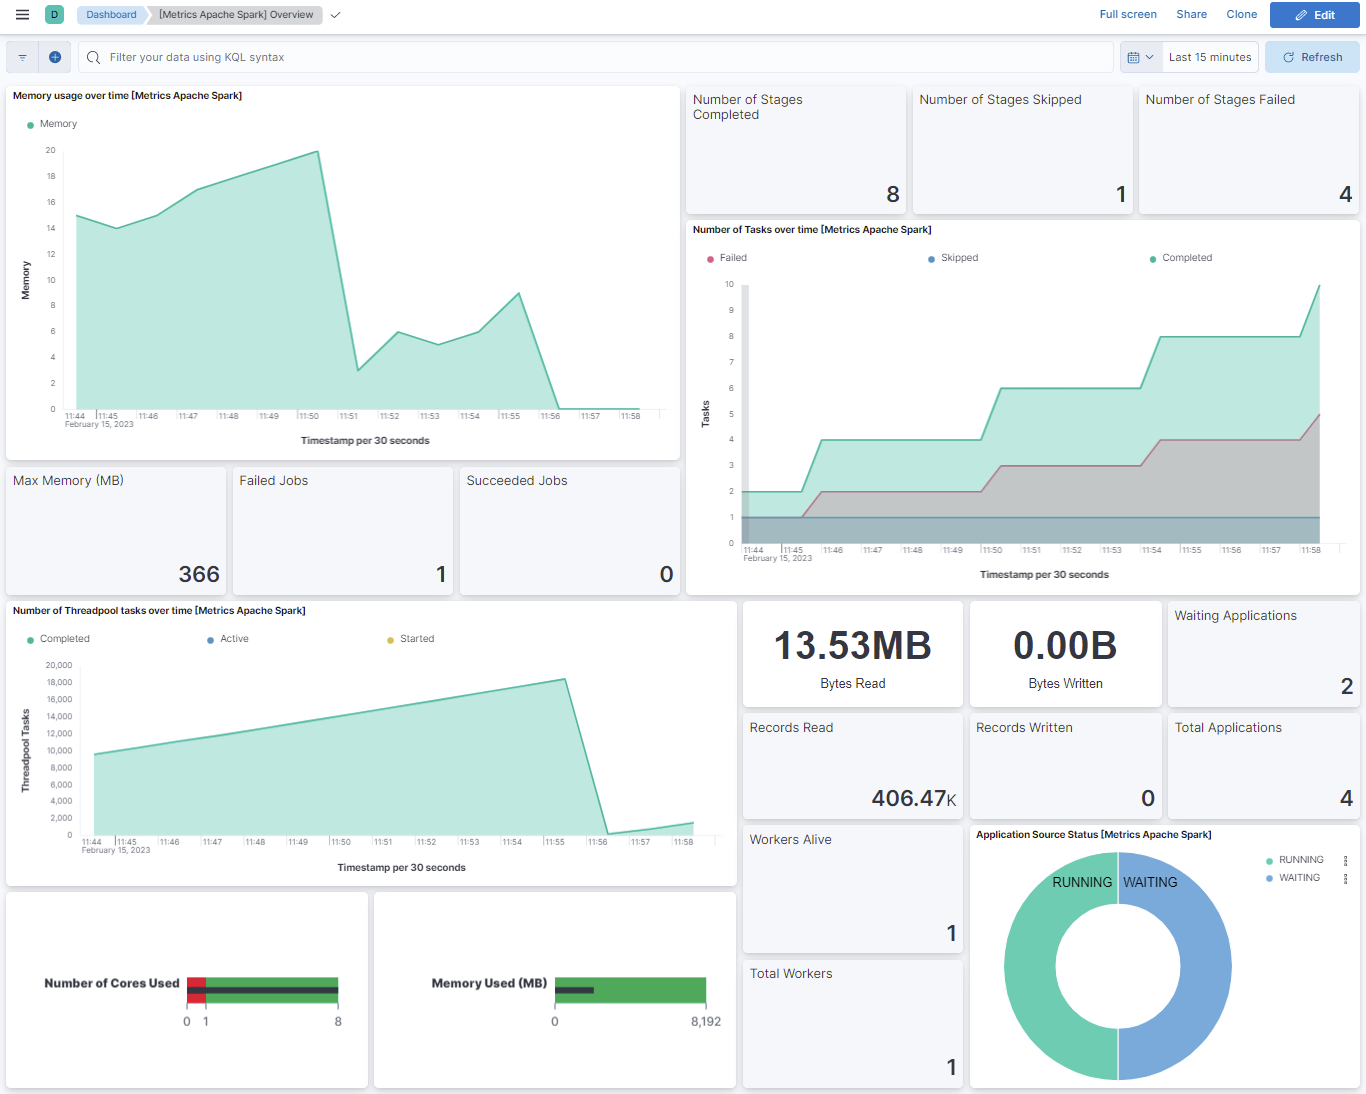 D
Dashboard
[Metrics Apache Spark] Overview
Full screen
Share
Clone
Edit
Filter your data using KQL syntax
Last 15 minutes
Refresh
Memory usage over time [Metrics Apache Spark]
Memory
20
18
16
14
12
10
8
6
4
2
0
Memory
11:44 11:45 11:46 11:47 11:48 11:49 11:50 11:51 11:52 11:53 11:54 11:55 11:56 11:57 11:58
February 15, 2023
Timestamp per 30 seconds
Number of Stages
Completed
8
Number of Stages Skipped
1
Number of Stages Failed
4
Number of Tasks over time [Metrics Apache Spark]
Failed Skipped Completed
10
9
8
7
6
5
4
3
2
1
0
Tasks
11:44 11:45 11:46 11:47 11:48 11:49 11:50 11:51 11:52 11:53 11:54 11:55 11:56 11:57 11:58
February 15, 2023
Timestamp per 30 seconds
Max Memory (MB)
366
Failed Jobs
1
Succeeded Jobs
0
Number of Threadpool tasks over time [Metrics Apache Spark]
Completed Active Started
20,000
18,000
16,000
14,000
12,000
10,000
8,000
6,000
4,000
2,000
0
Threadpool Tasks
11:44 11:45 11:46 11:47 11:48 11:49 11:50 11:51 11:52 11:53 11:54 11:55 11:56 11:57 11:58
February 15, 2023
Timestamp per 30 seconds
13.53MB
Bytes Read
0.00B
Bytes Written
Waiting Applications
2
Records Read
406.47K
Records Written
0
Total Applications
4
Workers Alive
1
Total Workers
1
Application Source Status [Metrics Apache Spark]
RUNNING
WAITING
RUNNING
WAITING
Number of Cores Used
0 1 8
Memory Used (MB)
0 8,192